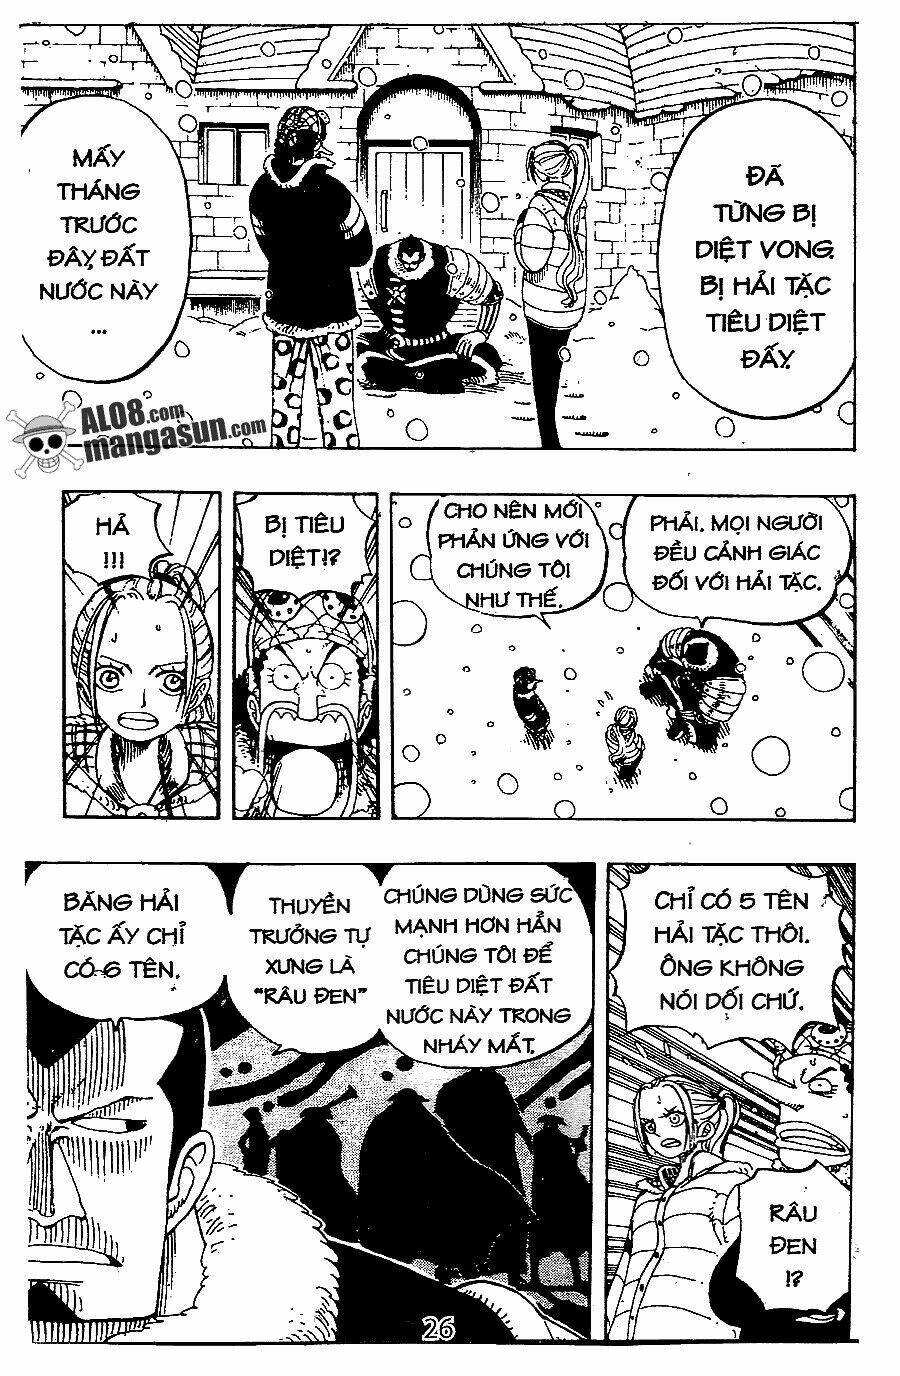 MẤY
THÁNG
TRƯỚC
ĐÂY, ĐẤT
NƯỚC NÀY
...
ĐÃ
TỪNG BỊ
DIỆT VONG.
BỊ HẢI TẶC
TIÊU DIỆT
ĐẤY.
AL08.com
mangasun.com
HẢ
!!!
BỊ TIÊU
DIỆT!?
CHO NÊN MỚI
PHẢN ỨNG VỚI
CHÚNG TÔI
NHƯ THẾ.
PHẢI. MỌI NGƯỜI
ĐỀU CẢNH GIÁC
ĐỐI VỚI HẢI TẶC.
BĂNG HẢI
TẶC ẤY CHỈ
CÓ 6 TÊN.
THUYỀN
TRƯỞNG TỰ
XƯNG LÀ
"RÂU ĐEN"
CHÚNG DÙNG SỨC
MẠNH HƠN HẲN
CHÚNG TÔI ĐỂ
TIÊU DIỆT ĐẤT
NƯỚC NÀY TRONG
NHÁY MẮT.
CHỈ CÓ 5 TÊN
HẢI TẶC THÔI.
ÔNG KHÔNG
NÓI DỐI CHỨ.
RÂU
ĐEN
!?
26